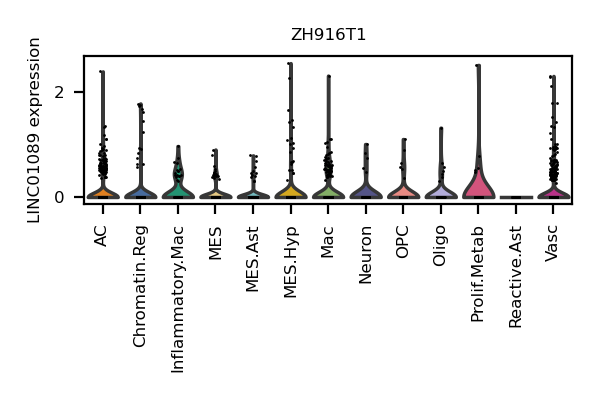 ZH916T1
LINC01089 expression
2
0
AC
Chromatin.Reg
Inflammatory.Mac
MES
MES.Ast
MES.Hyp
Mac
Neuron
OPC
Oligo
Prolif.Metab
Reactive.Ast
Vasc